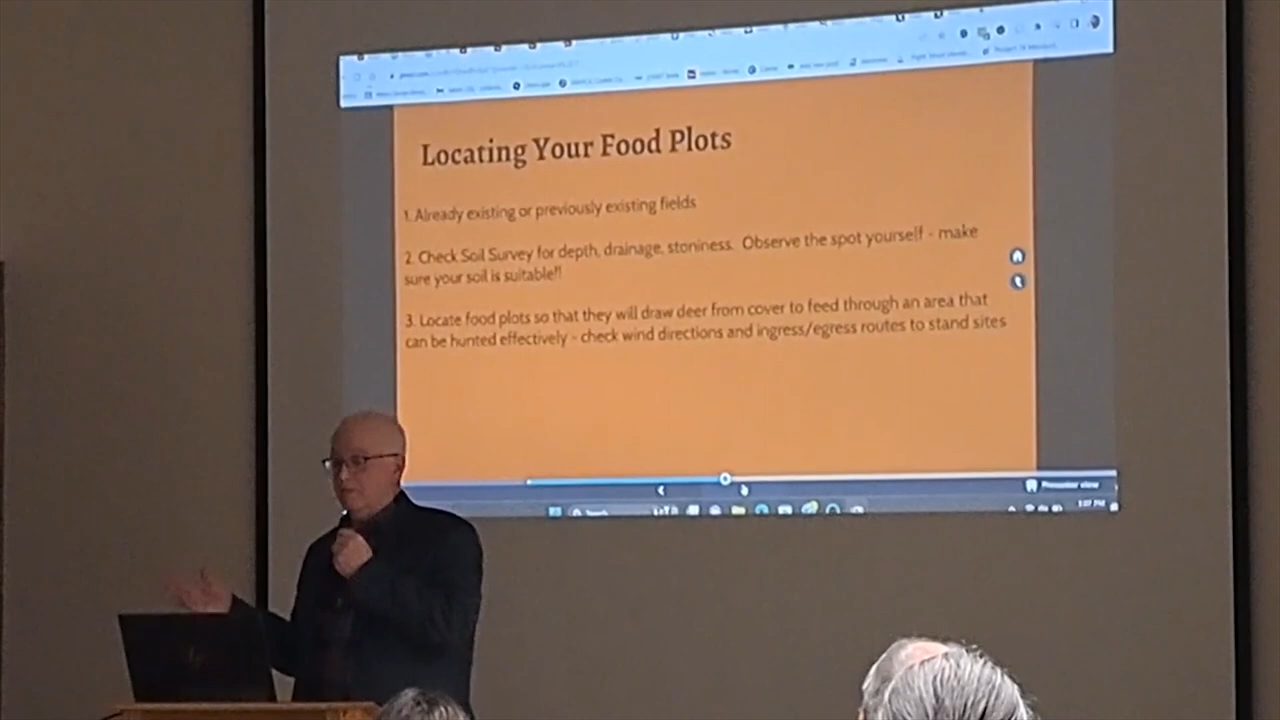 Locating Your Food Plots
1. Already existing or previously existing fields
2. Check Soil Survey for depth, drainage, stoniness. Observe the spot yourself - make
sure your soil is suitable!!
3. Locate food plots so that they will draw deer from cover to feed through an area that
can be hunted effectively - check wind directions and ingress/egress routes to stand sites
Presenter view
Search